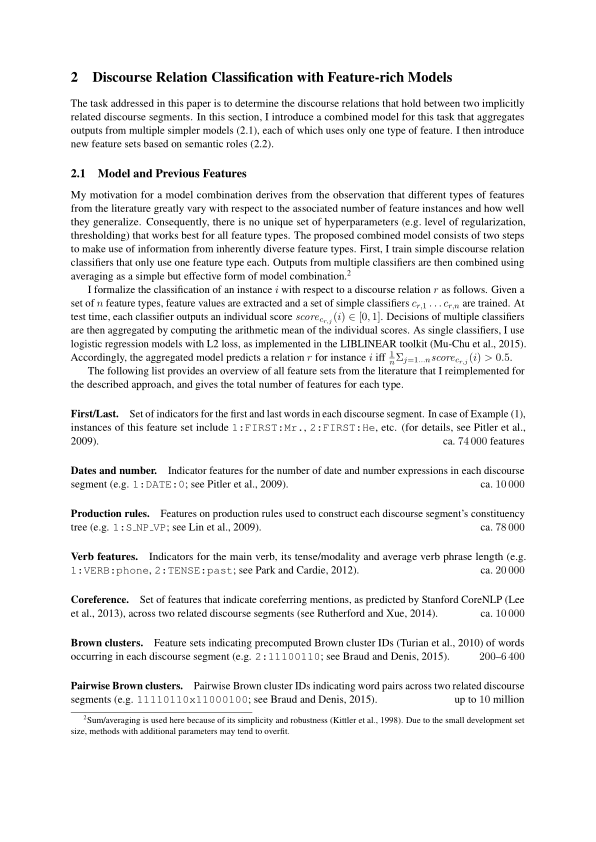 2 Discourse Relation Classification with Feature-rich Models
The task addressed in this paper is to determine the discourse relations that hold between two implicitly
related discourse segments. In this section, I introduce a combined model for this task that aggregates
outputs from multiple simpler models (2.1), each of which uses only one type of feature. I then introduce
new feature sets based on semantic roles (2.2).
2.1 Model and Previous Features
My motivation for a model combination derives from the observation that different types of features
from the literature greatly vary with respect to the associated number of feature instances and how well
they generalize. Consequently, there is no unique set of hyperparameters (e.g. level of regularization,
thresholding) that works best for all feature types. The proposed combined model consists of two steps
to make use of information from inherently diverse feature types. First, I train simple discourse relation
classifiers that only use one feature type each. Outputs from multiple classifiers are then combined using
averaging as a simple but effective form of model combination.²
I formalize the classification of an instance i with respect to a discourse relation r as follows. Given a
set of n feature types, feature values are extracted and a set of simple classifiers c_{r,1} … c_{r,n} are trained. At
test time, each classifier outputs an individual score score_{c_{r,j}}(i) ∈ [0,1]. Decisions of multiple classifiers
are then aggregated by computing the arithmetic mean of the individual scores. As single classifiers, I use
logistic regression models with L2 loss, as implemented in the LIBLINEAR toolkit (Mu-Chu et al., 2015).
Accordingly, the aggregated model predicts a relation r for instance i iff 1/n Σ_{j=1...n} score_{c_{r,j}}(i) > 0.5.
The following list provides an overview of all feature sets from the literature that I reimplemented for
the described approach, and gives the total number of features for each type.
First/Last. Set of indicators for the first and last words in each discourse segment. In case of Example (1),
instances of this feature set include 1:FIRST:Mr., 2:FIRST:He, etc. (for details, see Pitler et al.,
2009). ca. 74 000 features
Dates and number. Indicator features for the number of date and number expressions in each discourse
segment (e.g. 1:DATE:0; see Pitler et al., 2009). ca. 10 000
Production rules. Features on production rules used to construct each discourse segment's constituency
tree (e.g. 1:S_NP_VP; see Lin et al., 2009). ca. 78 000
Verb features. Indicators for the main verb, its tense/modality and average verb phrase length (e.g.
1:VERB:phone, 2:TENSE:past; see Park and Cardie, 2012). ca. 20 000
Coreference. Set of features that indicate coreferring mentions, as predicted by Stanford CoreNLP (Lee
et al., 2013), across two related discourse segments (see Rutherford and Xue, 2014). ca. 10 000
Brown clusters. Feature sets indicating precomputed Brown cluster IDs (Turian et al., 2010) of words
occurring in each discourse segment (e.g. 2:11100110; see Braud and Denis, 2015). 200–6 400
Pairwise Brown clusters. Pairwise Brown cluster IDs indicating word pairs across two related discourse
segments (e.g. 11110110x11000100; see Braud and Denis, 2015). up to 10 million
²Sum/averaging is used here because of its simplicity and robustness (Kittler et al., 1998). Due to the small development set
size, methods with additional parameters may tend to overfit.